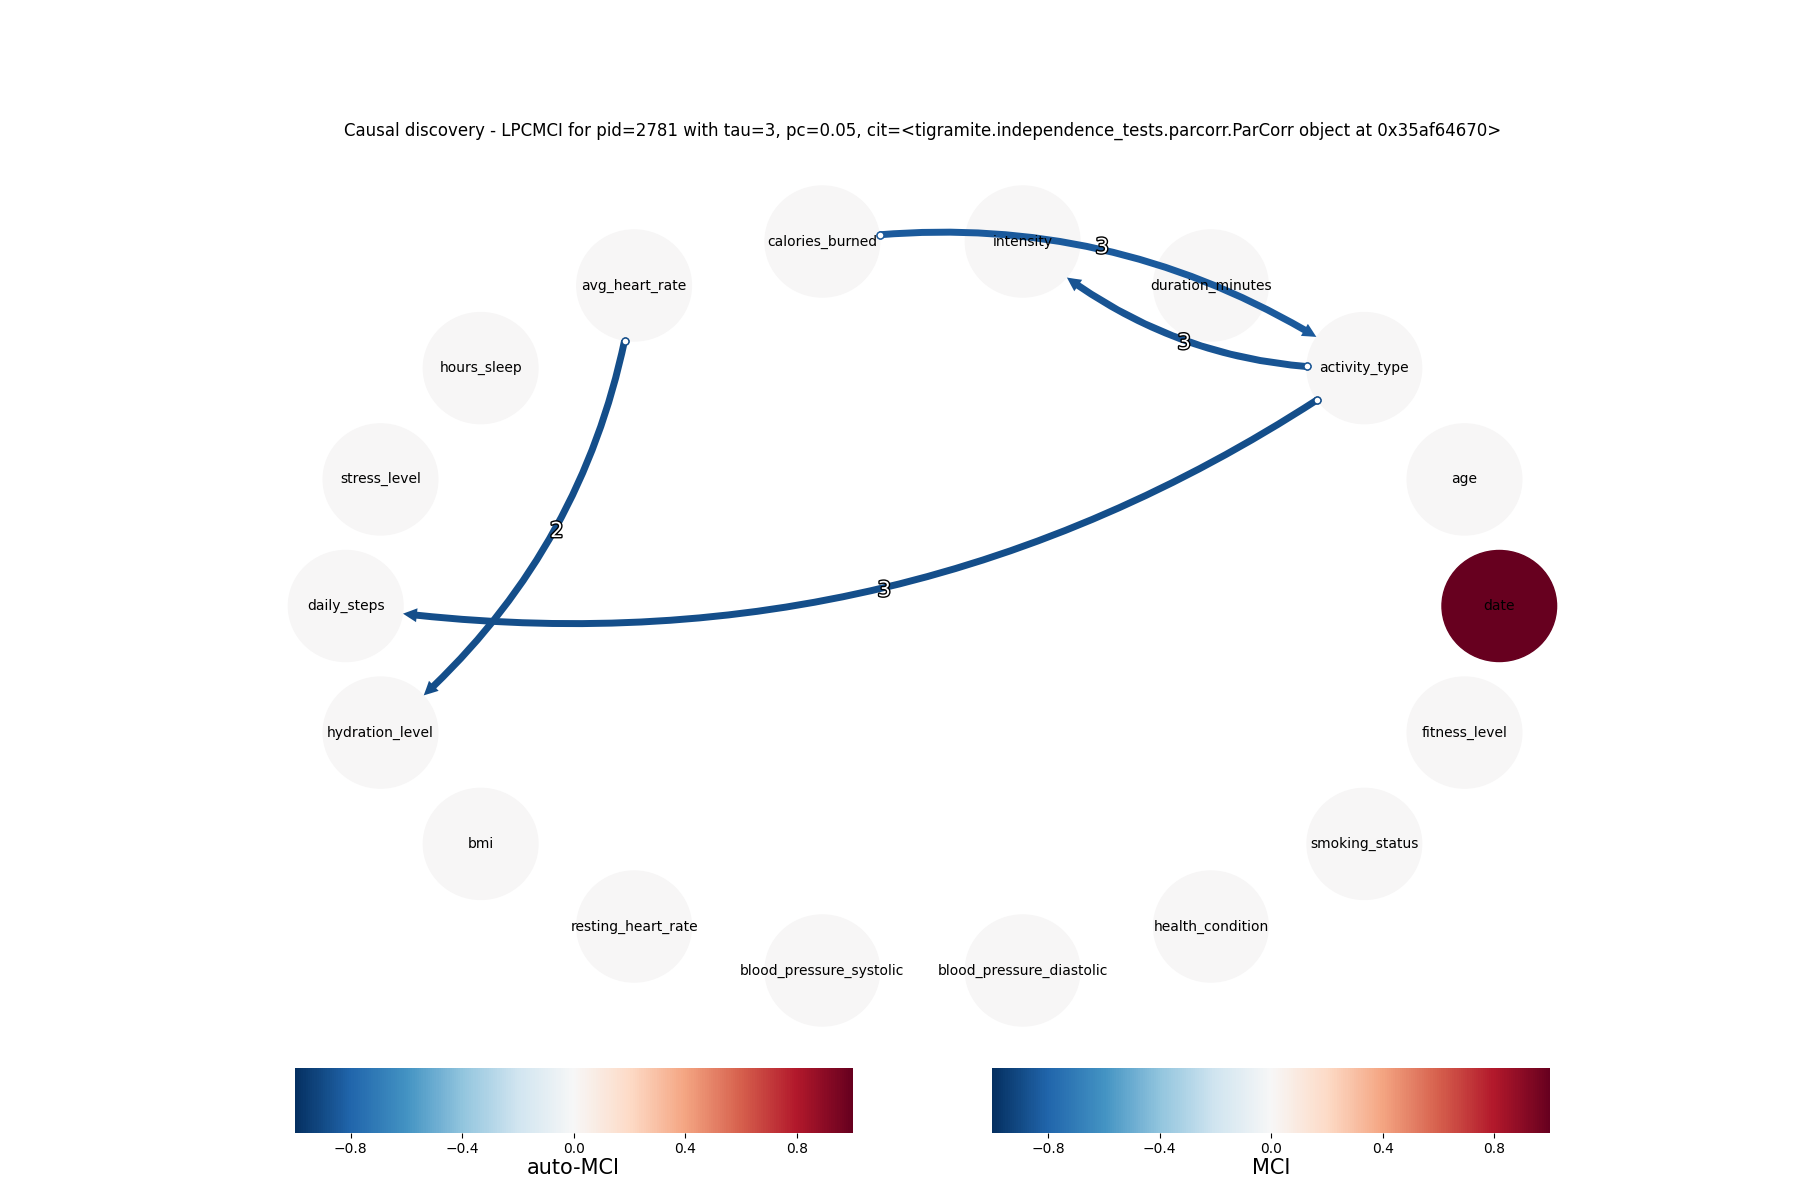 Causal discovery - LPCMCI for pid=2781 with tau=3, pc=0.05, cit=<tigramite.independence_tests.parcorr.ParCorr object at 0x35af64670>
calories_burned
intensity
3
avg_heart_rate
duration_minutes
3
hours_sleep
activity_type
stress_level
age
2
3
daily_steps
date
hydration_level
fitness_level
bmi
smoking_status
resting_heart_rate
health_condition
blood_pressure_systolic
blood_pressure_diastolic
−0.8 −0.4 0.0 0.4 0.8
auto-MCI
−0.8 −0.4 0.0 0.4 0.8
MCI